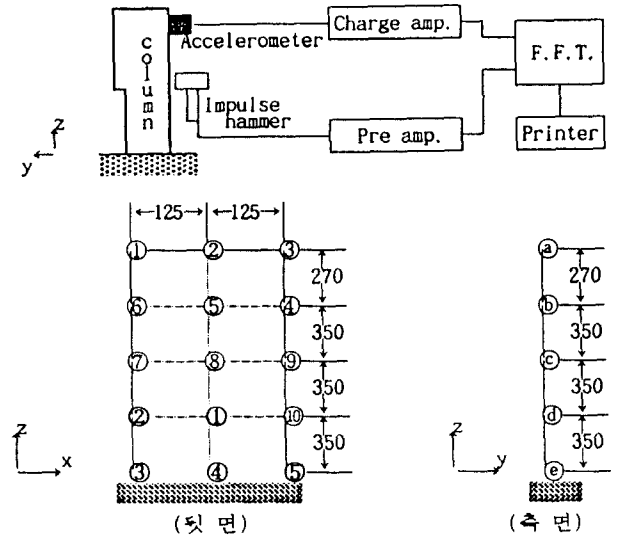 Charge amp.
column
Accelerometer
F.F.T.
Impulse
hammer
Pre amp.
Printer
z
y
125 125
① ② ③
270
⑥ ⑤ ④
350
⑦ ⑧ ⑨
350
② ① ⑩
350
③ ④ ⑤
z
x
(뒷 면)
ⓐ
270
ⓑ
350
ⓒ
350
ⓓ
350
ⓔ
z
y
(측 면)